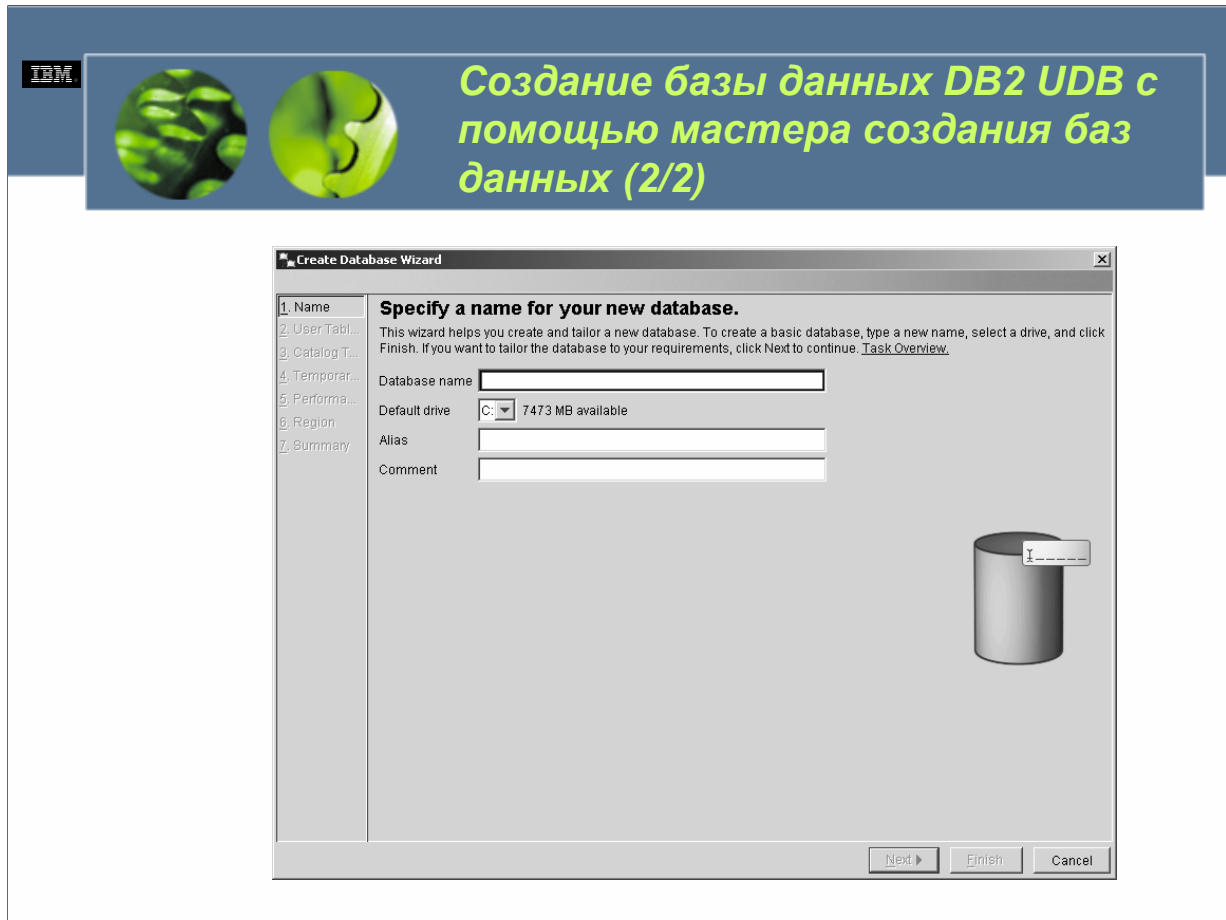 IBM.
Создание базы данных DB2 UDB с
помощью мастера создания баз
данных (2/2)
Create Database Wizard
1. Name
2. User Tabl...
3. Catalog T...
4. Temporar...
5. Performa...
6. Region
7. Summary
Specify a name for your new database.
This wizard helps you create and tailor a new database. To create a basic database, type a new name, select a drive, and click
Finish. If you want to tailor the database to your requirements, click Next to continue. Task Overview.
Database name
Default drive C: 7473 MB available
Alias
Comment
Next Finish Cancel